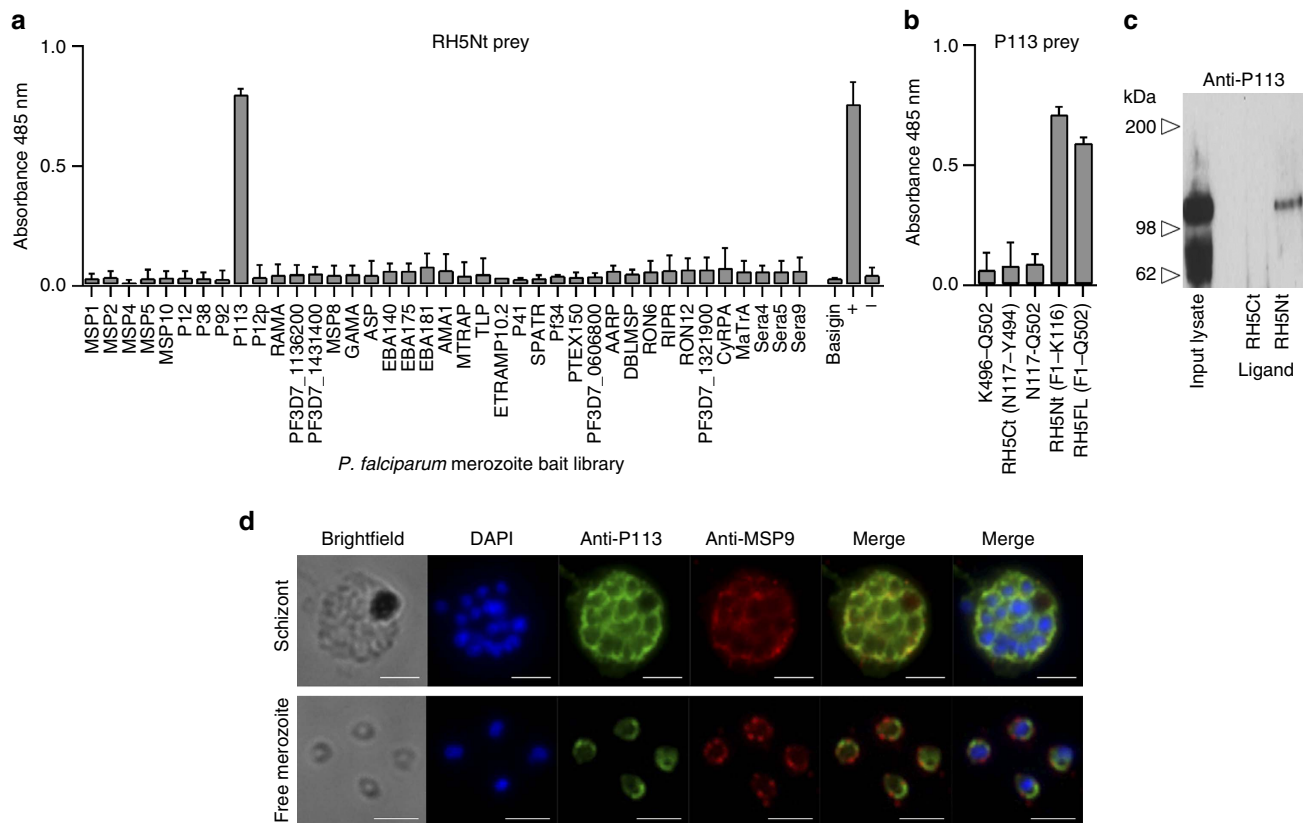 a
RH5Nt prey
1.0
0.5
0.0
Absorbance 485 nm
MSP1
MSP2
MSP4
MSP5
MSP10
P12
P38
P92
P113
P12p
RAMA
PF3D7_1136200
PF3D7_1431400
MSP8
GAMA
ASP
EBA140
EBA175
EBA181
AMA1
MTRAP
TLP
ETRAMP10.2
P41
SPATR
Pf34
PTEX150
PF3D7_0606800
AARP
DBLMSP
RON6
RIPR
RON12
PF3D7_1321900
CyRPA
MaTrA
Sera4
Sera5
Sera9
Basigin
+
–
P. falciparum merozoite bait library
b
P113 prey
1.0
0.5
0.0
Absorbance 485 nm
K496–Q502
RH5Ct (N117–Y494)
N117-Q502
RH5Nt (F1–K116)
RH5FL (F1–Q502)
c
Anti-P113
kDa
200
98
62
Input lysate
RH5Ct
RH5Nt
Ligand
d
Brightfield
DAPI
Anti-P113
Anti-MSP9
Merge
Merge
Schizont
Free merozoite